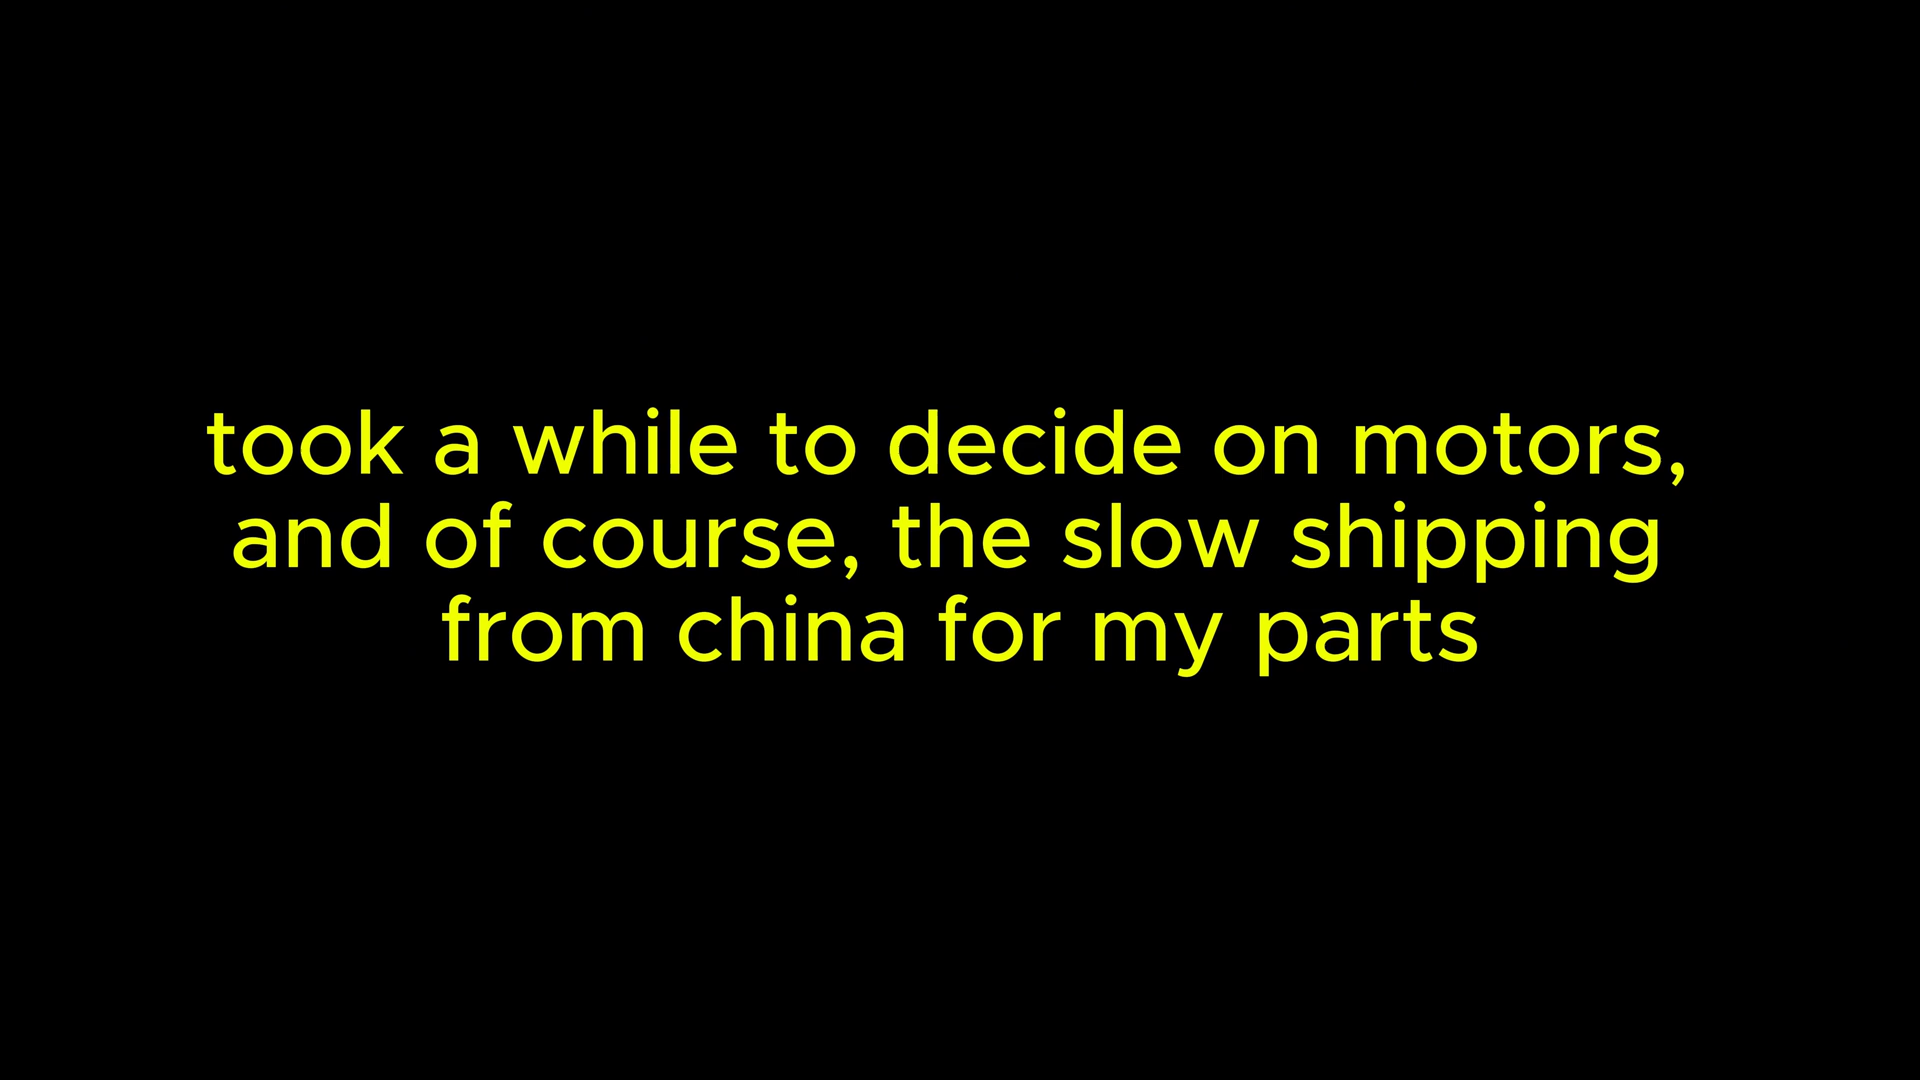 took a while to decide on motors,
and of course, the slow shipping
from china for my parts